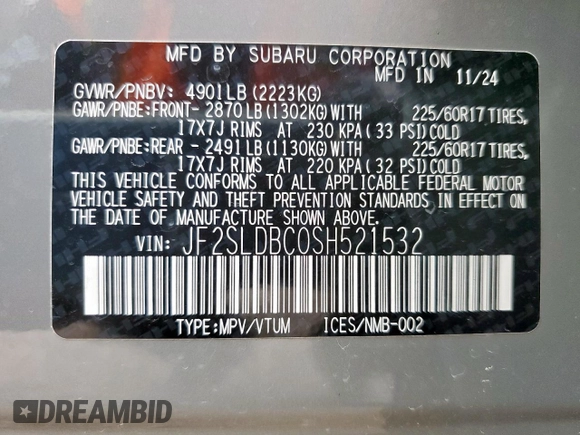 MFD BY SUBARU CORPORATION
MFD IN 11/24
GVWR/PNBV: 4901LB (2223KG)
GAWR/PNBE:FRONT- 2870LB (1302KG)WITH 225/60R17 TIRES,
17X7J RIMS AT 230 KPA (33 PSI)COLD
GAWR/PNBE:REAR - 2491LB (1130KG)WITH 225/60R17 TIRES,
17X7J RIMS AT 220 KPA (32 PSI)COLD
THIS VEHICLE CONFORMS TO ALL APPLICABLE FEDERAL MOTOR
VEHICLE SAFETY AND THEFT PREVENTION STANDARDS IN EFFECT
ON THE DATE OF MANUFACTURE SHOWN ABOVE.
VIN: JF2SLDBC0SH521532
TYPE:MPV/VTUM ICES/NMB-002
DREAMBID